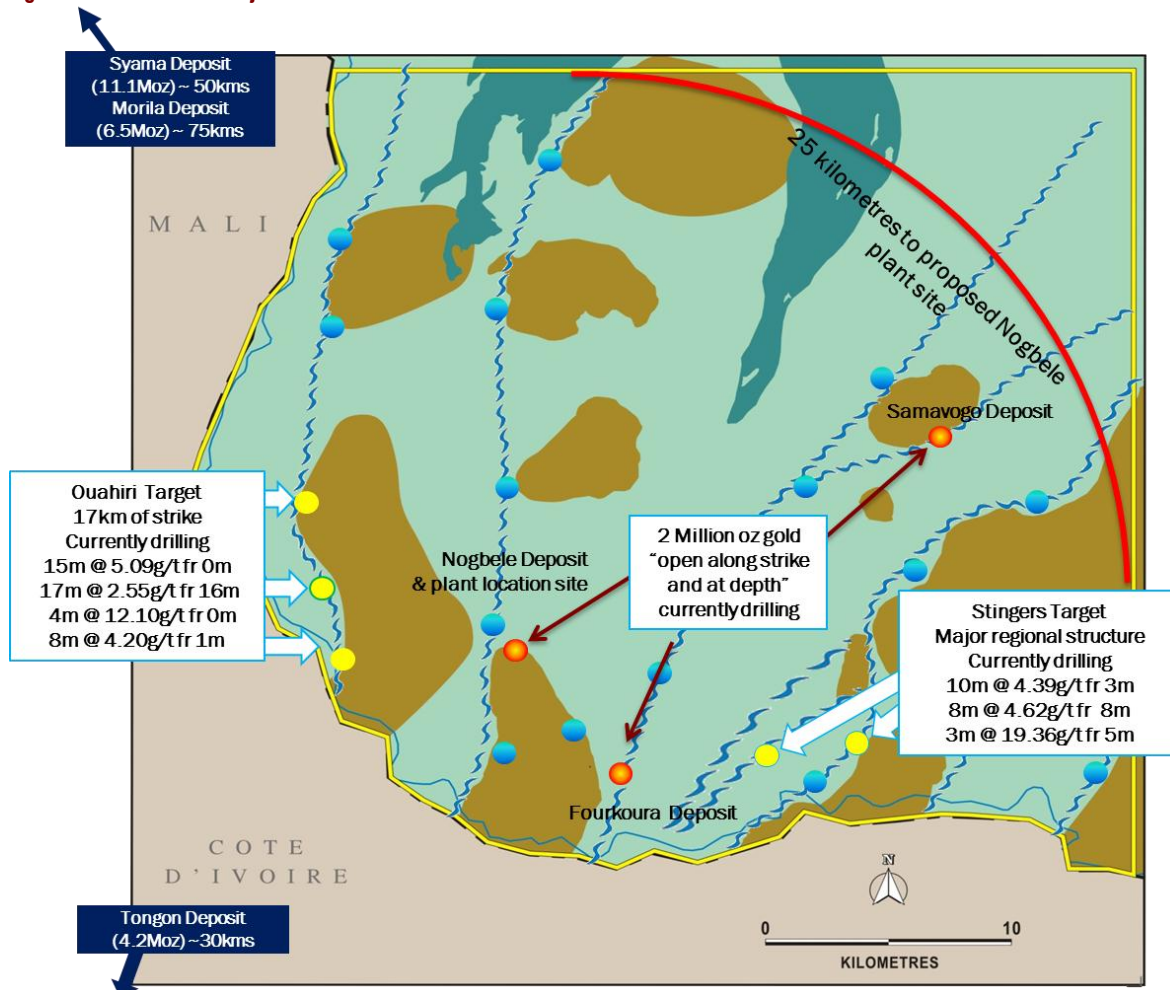 Syama Deposit
(11.1Moz) ~ 50kms
Morila Deposit
(6.5Moz) ~ 75kms
MALI
25 kilometres to proposed Nogbele
plant site
Samavogo Deposit
Ouahiri Target
17km of strike
Currently drilling
15m @ 5.09g/t fr 0m
17m @ 2.55g/t fr 16m
4m @ 12.10g/t fr 0m
8m @ 4.20g/t fr 1m
Nogbele Deposit
& plant location site
2 Million oz gold
"open along strike
and at depth"
currently drilling
Stingers Target
Major regional structure
Currently drilling
10m @ 4.39g/t fr 3m
8m @ 4.62g/t fr 8m
3m @ 19.36g/t fr 5m
Fourkoura Deposit
COTE
D'IVOIRE
Tongon Deposit
(4.2Moz) ~30kms
N
0 10
KILOMETRES